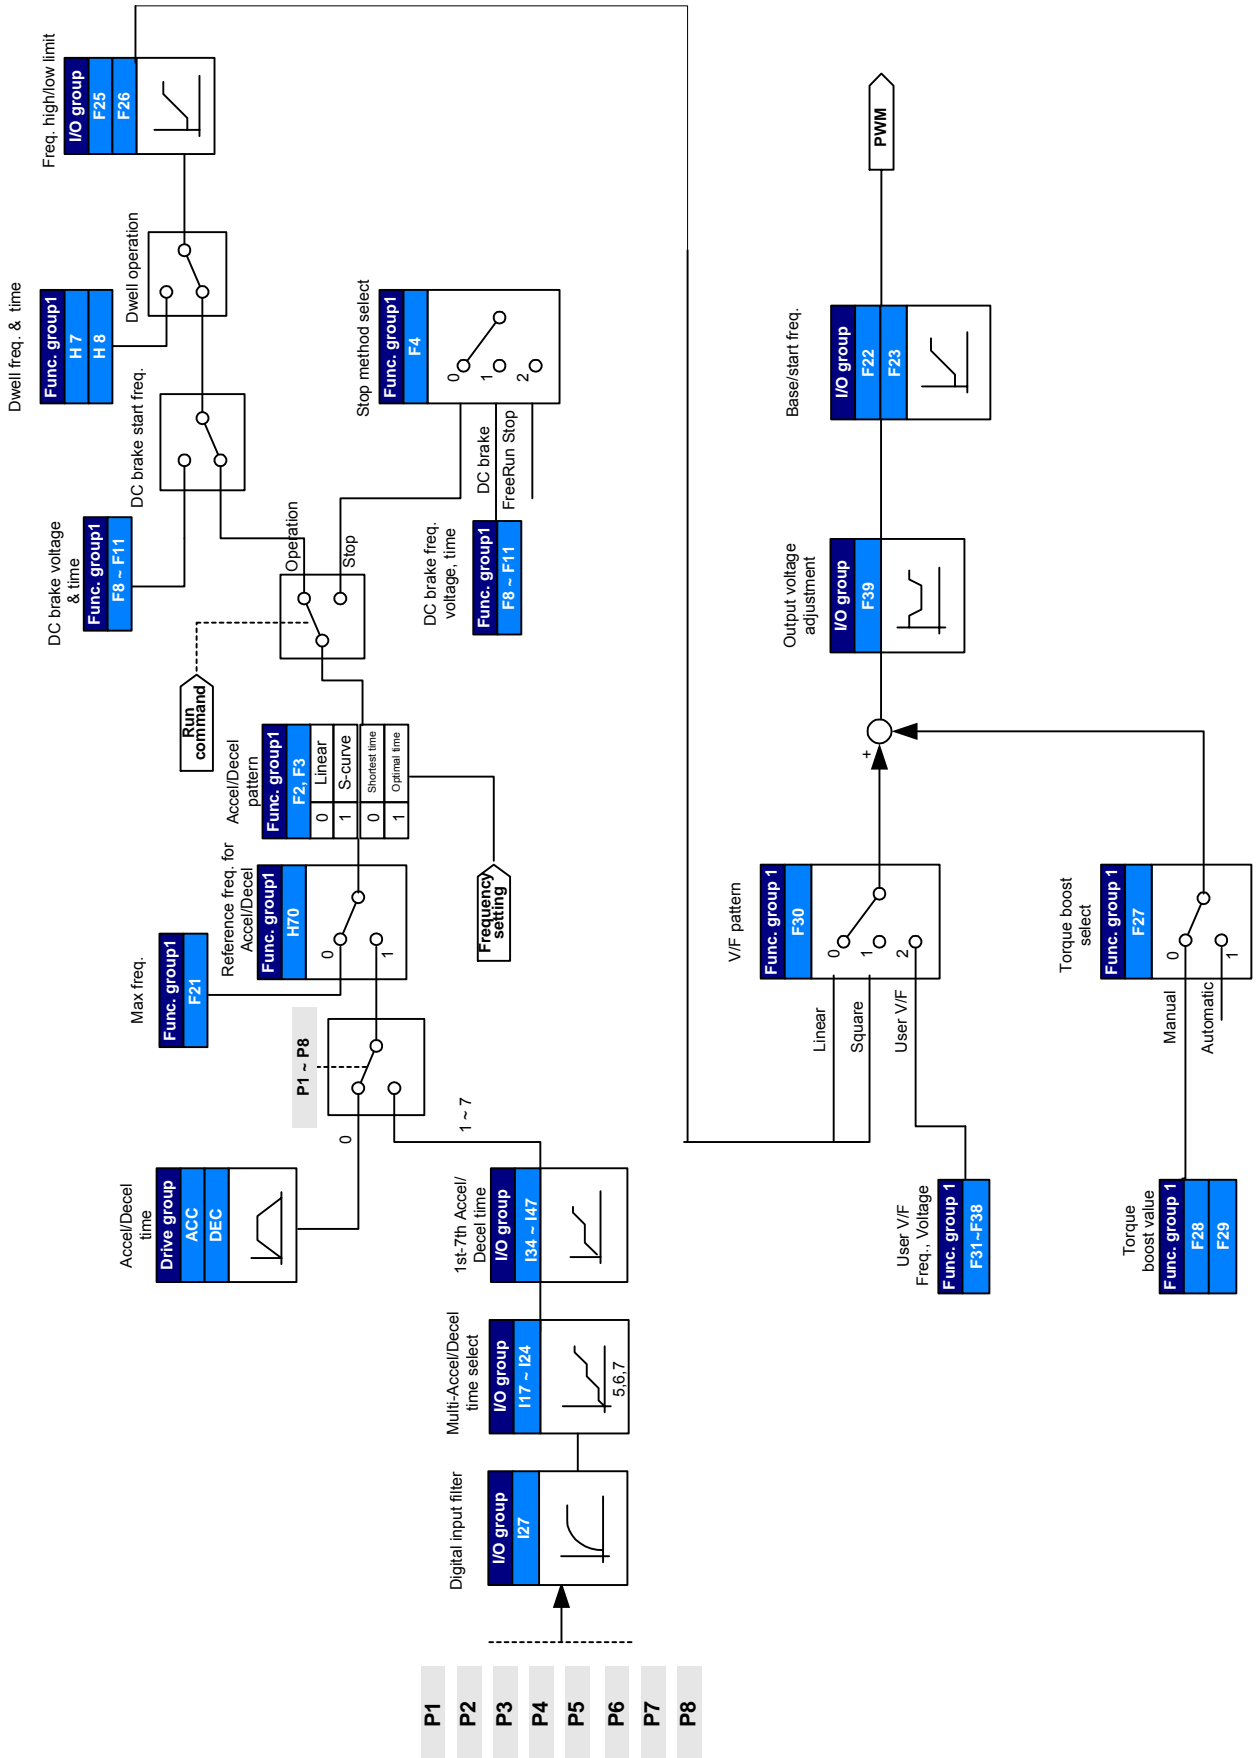 P1
P2
P3
P4
P5
P6
P7
P8
Digital input filter
I/O group
I27
Multi-Accel/Decel
time select
I/O group
I17 ~ I24
5,6,7
1st-7th Accel/
Decel time
I/O group
I34 ~ I47
Accel/Decel
time
Drive group
ACC
DEC
0
1 ~ 7
P1 ~ P8
Max freq.
Func. group1
F21
Reference freq. for
Accel/Decel
Func. group1
H70
0
1
Accel/Decel
pattern
Func. group1
F2, F3
0 Linear
1 S-curve
0 Shortest time
1 Optimal time
Frequency
setting
Run
command
Operation
Stop
DC brake voltage
& time
Func. group1
F8 ~ F11
DC brake start freq.
DC brake freq.
voltage, time
Func. group1
F8 ~ F11
DC brake
FreeRun Stop
Stop method select
Func. group1
F4
0
1
2
Dwell freq. & time
Func. group1
H 7
H 8
Dwell operation
Freq. high/low limit
I/O group
F25
F26
User V/F
Freq., Voltage
Func. group 1
F31~F38
Linear
Square
User V/F
V/F pattern
Func. group 1
F30
0
1
2
+
Torque
boost value
Func. group 1
F28
F29
Manual
Automatic
Torque boost
select
Func. group 1
F27
0
1
Output voltage
adjustment
I/O group
F39
Base/start freq.
I/O group
F22
F23
PWM